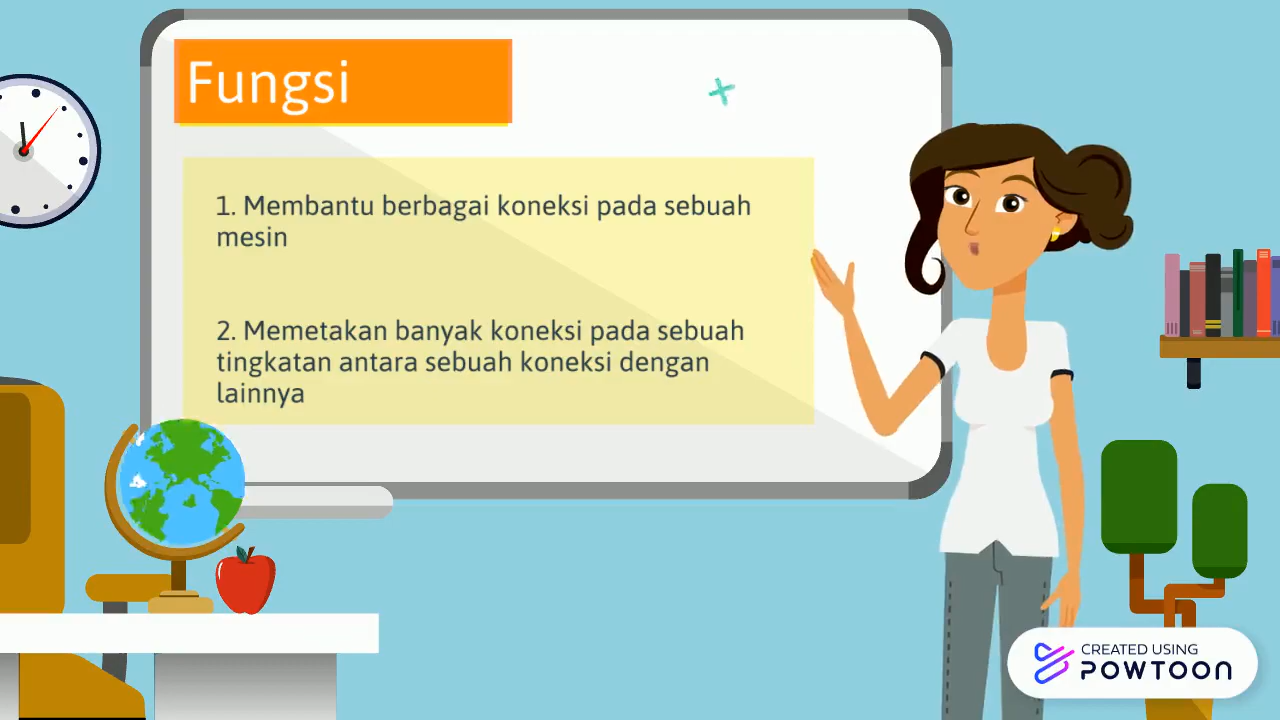 Fungsi
1. Membantu berbagai koneksi pada sebuah
mesin
2. Memetakan banyak koneksi pada sebuah
tingkatan antara sebuah koneksi dengan
lainnya
CREATED USING
POWTOON